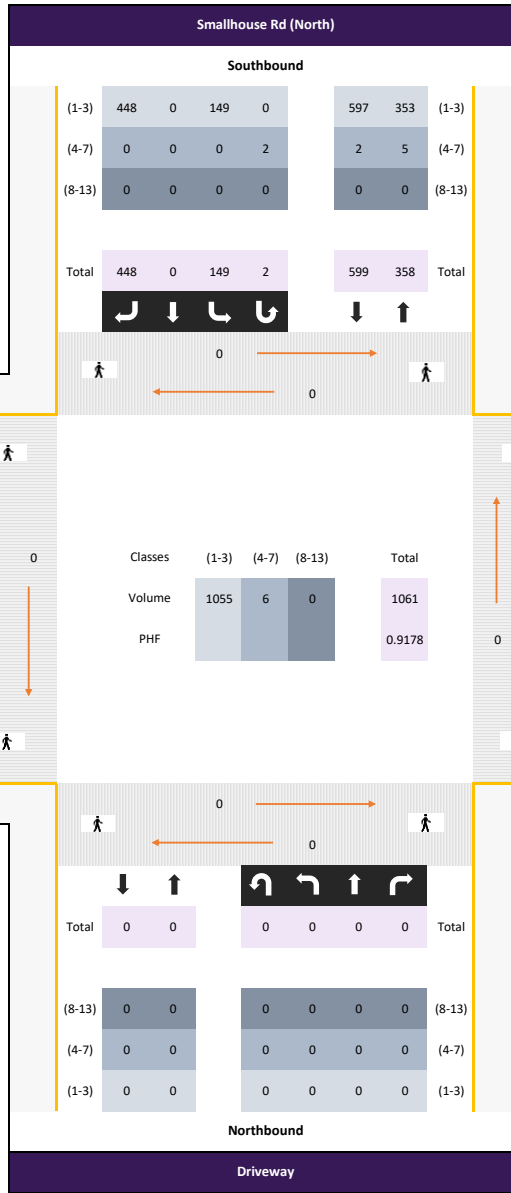 Smallhouse Rd (North)
Southbound
(1-3) 448 0 149 0 597 353 (1-3)
(4-7) 0 0 0 2 2 5 (4-7)
(8-13) 0 0 0 0 0 0 (8-13)
Total 448 0 149 2 599 358 Total
0
0
0
Classes (1-3) (4-7) (8-13) Total
Volume 1055 6 0 1061
PHF 0.9178
0
0
0
Total 0 0 0 0 0 0 Total
(8-13) 0 0 0 0 0 0 (8-13)
(4-7) 0 0 0 0 0 0 (4-7)
(1-3) 0 0 0 0 0 0 (1-3)
Northbound
Driveway